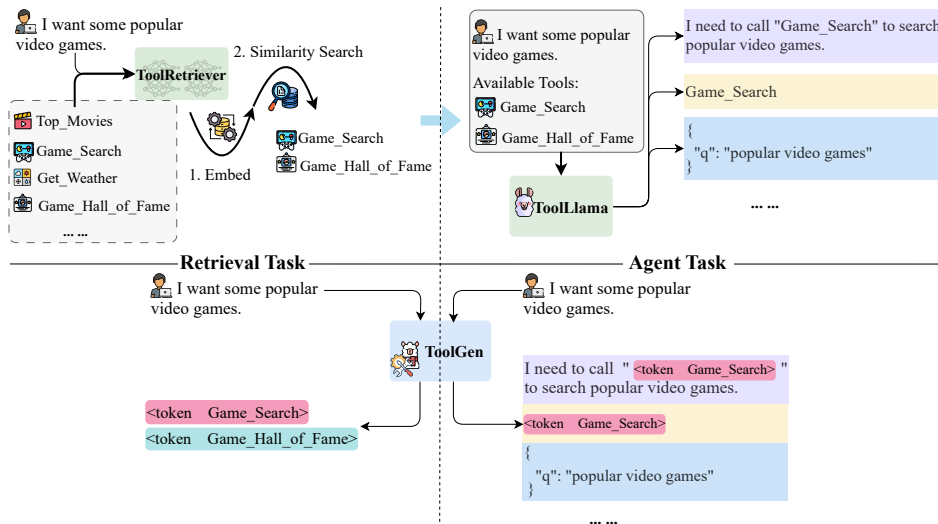 I want some popular
video games.
ToolRetriever
2. Similarity Search
Top_Movies
Game_Search
Get_Weather
Game_Hall_of_Fame
... ...
1. Embed
Game_Search
Game_Hall_of_Fame
I want some popular
video games.
Available Tools:
Game_Search
Game_Hall_of_Fame
ToolLlama
I need to call "Game_Search" to search
popular video games.
Game_Search
{
"q": "popular video games"
}
... ...
Retrieval Task
Agent Task
I want some popular
video games.
I want some popular
video games.
ToolGen
<token Game_Search>
<token Game_Hall_of_Fame>
I need to call " <token Game_Search> "
to search popular video games.
<token Game_Search>
{
"q": "popular video games"
}
... ...